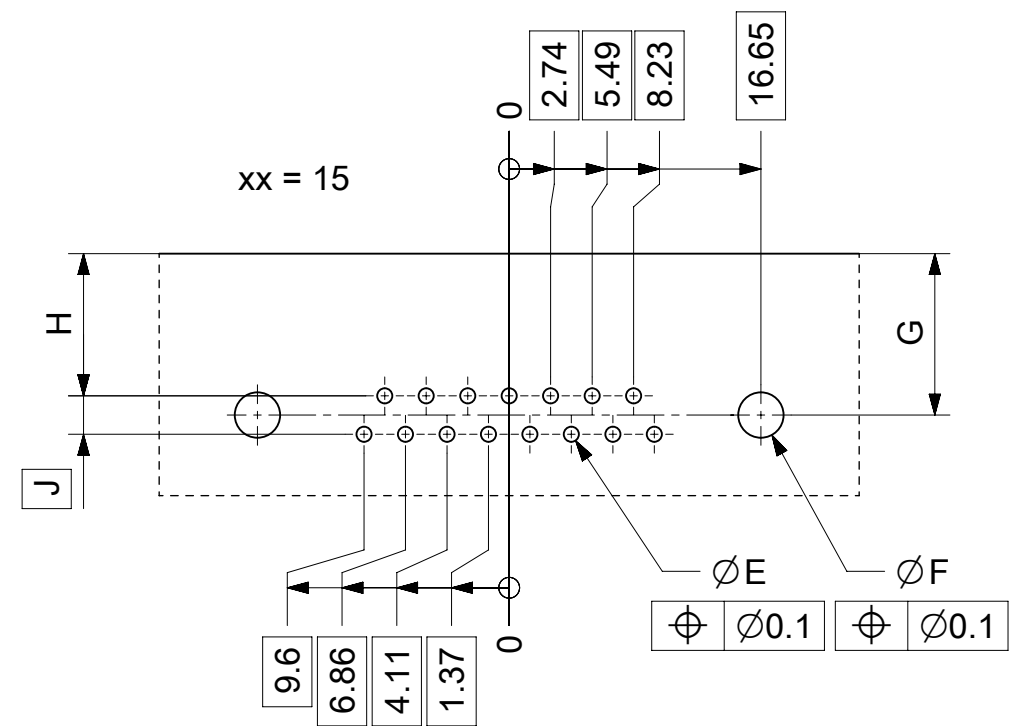 0
2.74
5.49
8.23
16.65
xx = 15
H
G
J
ØE
ØF
⌖ Ø0.1
⌖ Ø0.1
9.6
6.86
4.11
1.37
0